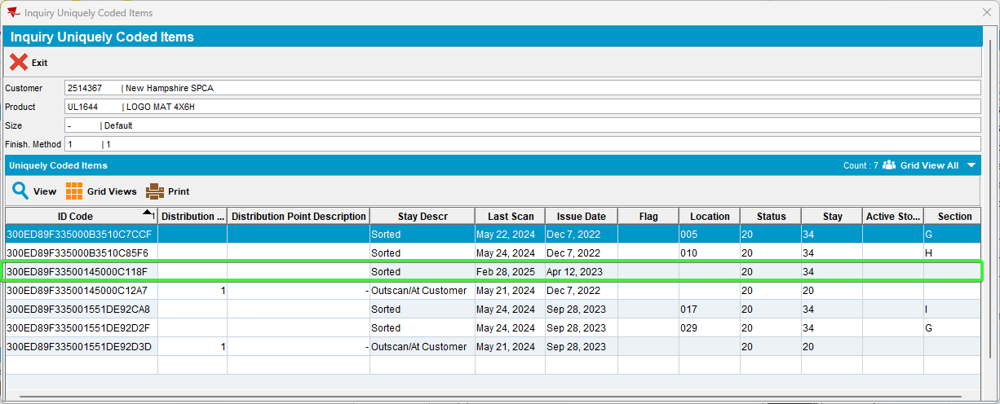 Inquiry Uniquely Coded Items
Inquiry Uniquely Coded Items
Exit
Customer 2514367 | New Hampshire SPCA
Product UL1644 | LOGO MAT 4X6H
Size - | Default
Finish. Method 1 | 1
Uniquely Coded Items Count : 7 Grid View All
View Grid Views Print
ID Code 1 Distribution ... Distribution Point Description Stay Descr Last Scan Issue Date Flag Location Status Stay Active Sto... Section
300ED89F335000B3510C7CCF Sorted May 22, 2024 Dec 7, 2022 005 20 34 G
300ED89F335000B3510C85F6 Sorted May 24, 2024 Dec 7, 2022 010 20 34 H
300ED89F33500145000C118F Sorted Feb 28, 2025 Apr 12, 2023 20 34
300ED89F33500145000C12A7 1 - Outscan/At Customer May 21, 2024 Dec 7, 2022 20 20
300ED89F335001551DE92CA8 Sorted May 24, 2024 Sep 28, 2023 017 20 34 I
300ED89F335001551DE92D2F Sorted May 24, 2024 Sep 28, 2023 029 20 34 G
300ED89F335001551DE92D3D 1 - Outscan/At Customer May 21, 2024 Sep 28, 2023 20 20